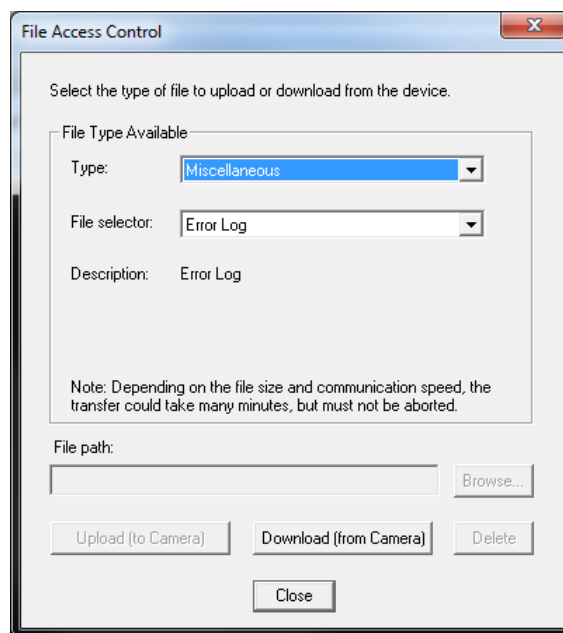 File Access Control
Select the type of file to upload or download from the device.
File Type Available
Type: Miscellaneous
File selector: Error Log
Description: Error Log
Note: Depending on the file size and communication speed, the
transfer could take many minutes, but must not be aborted.
File path:
Browse...
Upload (to Camera) Download (from Camera) Delete
Close